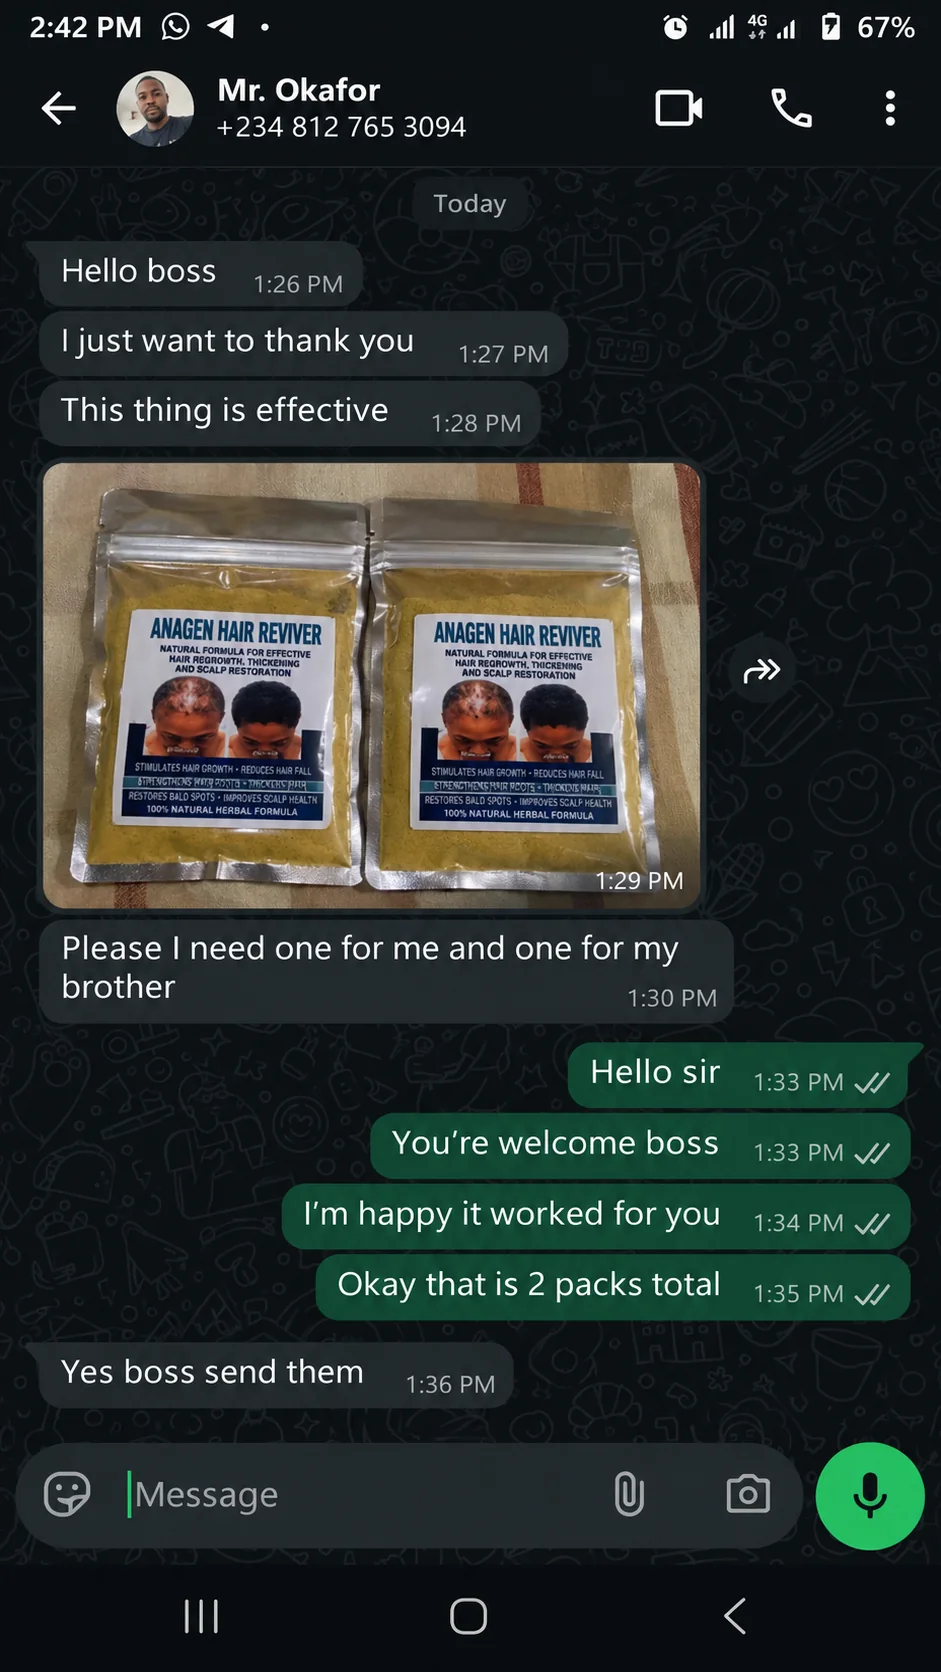 2:42 PM
4G
67%
Mr. Okafor
+234 812 765 3094
Today
Hello boss
1:26 PM
I just want to thank you
1:27 PM
This thing is effective
1:28 PM
ANAGEN HAIR REVIVER
NATURAL FORMULA FOR EFFECTIVE
HAIR REGROWTH, THICKENING
AND SCALP RESTORATION
STIMULATES HAIR GROWTH • REDUCES HAIR FALL
RESTORES BALD SPOTS • IMPROVES SCALP HEALTH
100% NATURAL HERBAL FORMULA
ANAGEN HAIR REVIVER
NATURAL FORMULA FOR EFFECTIVE
HAIR REGROWTH, THICKENING
AND SCALP RESTORATION
STIMULATES HAIR GROWTH • REDUCES HAIR FALL
RESTORES BALD SPOTS • IMPROVES SCALP HEALTH
100% NATURAL HERBAL FORMULA
1:29 PM
Please I need one for me and one for my
brother
1:30 PM
Hello sir
1:33 PM
You’re welcome boss
1:33 PM
I’m happy it worked for you
1:34 PM
Okay that is 2 packs total
1:35 PM
Yes boss send them
1:36 PM
Message